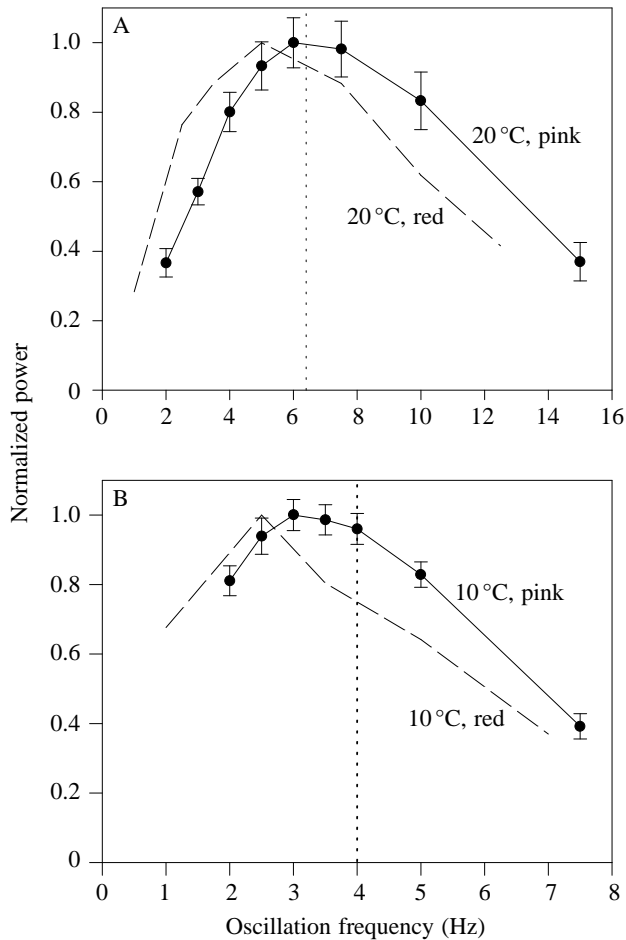 A
1.0
0.8
0.6
0.4
0.2
0
20 °C, pink
20 °C, red
0 2 4 6 8 10 12 14 16
Normalized power
B
1.0
0.8
0.6
0.4
0.2
0
10 °C, pink
10 °C, red
0 1 2 3 4 5 6 7 8
Oscillation frequency (Hz)